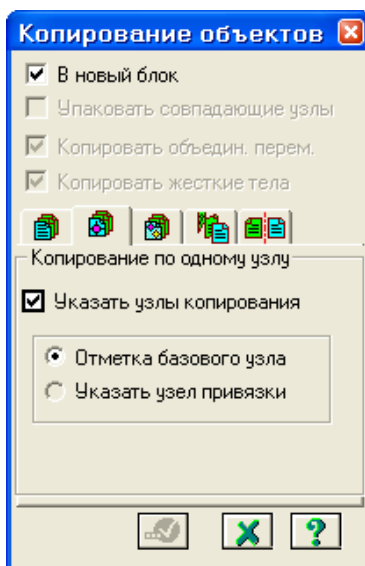 Копирование объектов
В новый блок
Упаковать совпадающие узлы
Копировать объедин. перем.
Копировать жесткие тела
Копирование по одному узлу
Указать узлы копирования
Отметка базового узла
Указать узел привязки
?